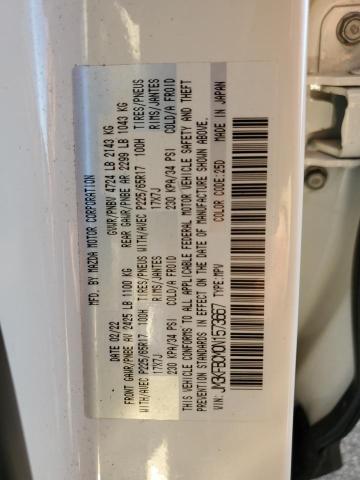 MFD. BY MAZDA MOTOR CORPORATION
02/22 GVWR/PNBV 4724 LB 2143 KG
FRONT GAWR/PNBE AV 2425 LB 1100 KG REAR GAWR/PNBE AR 2299 LB 1043 KG
WITH/AVEC P225/65R17 100H TIRES/PNEUS WITH/AVEC P225/65R17 100H TIRES/PNEUS
17X7J RIMS/JANTES 17X7J RIMS/JANTES
230 KPA/34 PSI COLD/A FROID 230 KPA/34 PSI COLD/A FROID
THIS VEHICLE CONFORMS TO ALL APPLICABLE FEDERAL MOTOR VEHICLE SAFETY AND THEFT
PREVENTION STANDARDS IN EFFECT ON THE DATE OF MANUFACTURE SHOWN ABOVE.
VIN: TYPE:MPV COLOR CODE:25D MADE IN JAPAN